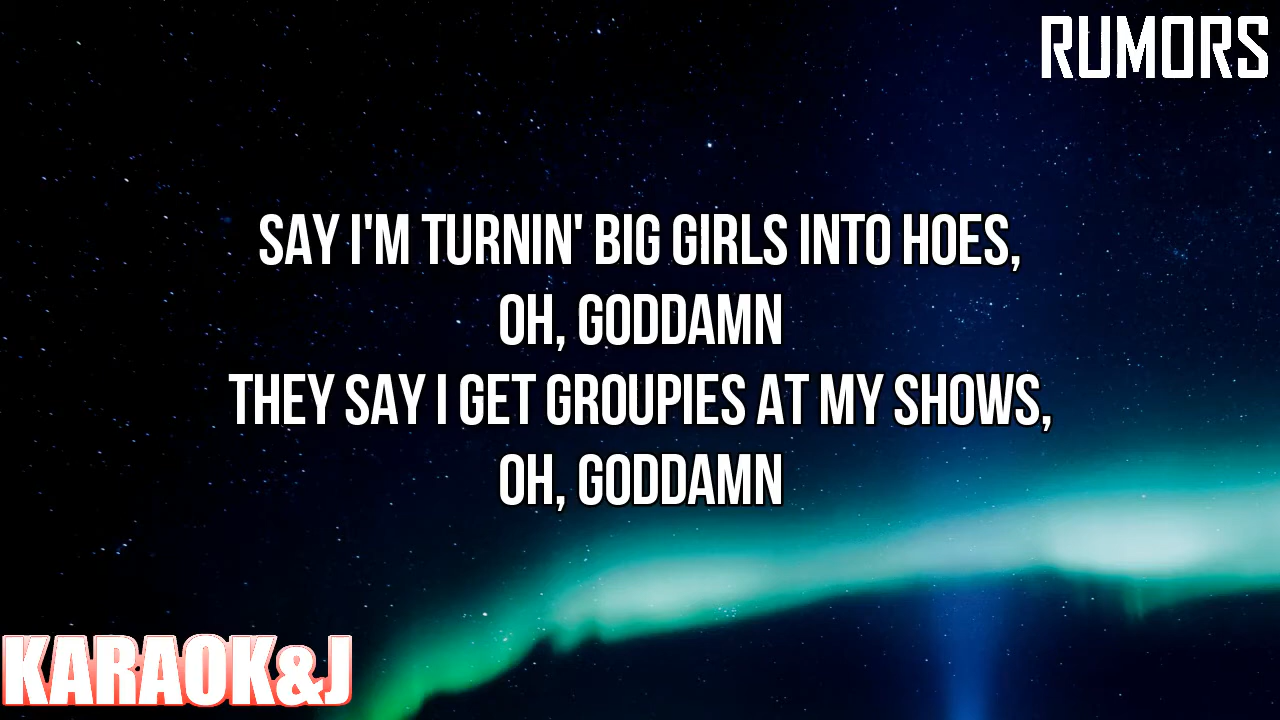 RUMORS
SAY I'M TURNIN' BIG GIRLS INTO HOES,
OH, GODDAMN
THEY SAY I GET GROUPIES AT MY SHOWS,
OH, GODDAMN
KARAOK&J